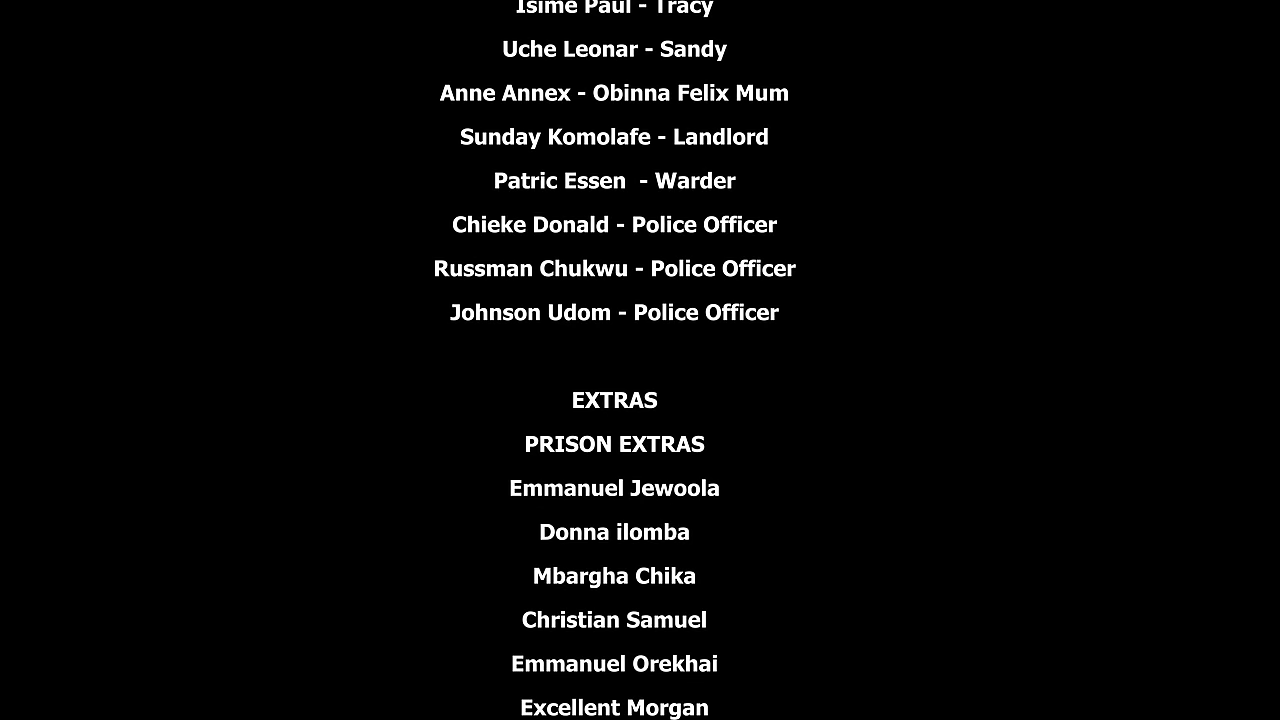 Isime Paul - Tracy
Uche Leonar - Sandy
Anne Annex - Obinna Felix Mum
Sunday Komolafe - Landlord
Patric Essen  - Warder
Chieke Donald - Police Officer
Russman Chukwu - Police Officer
Johnson Udom - Police Officer
EXTRAS
PRISON EXTRAS
Emmanuel Jewoola
Donna ilomba
Mbargha Chika
Christian Samuel
Emmanuel Orekhai
Excellent Morgan